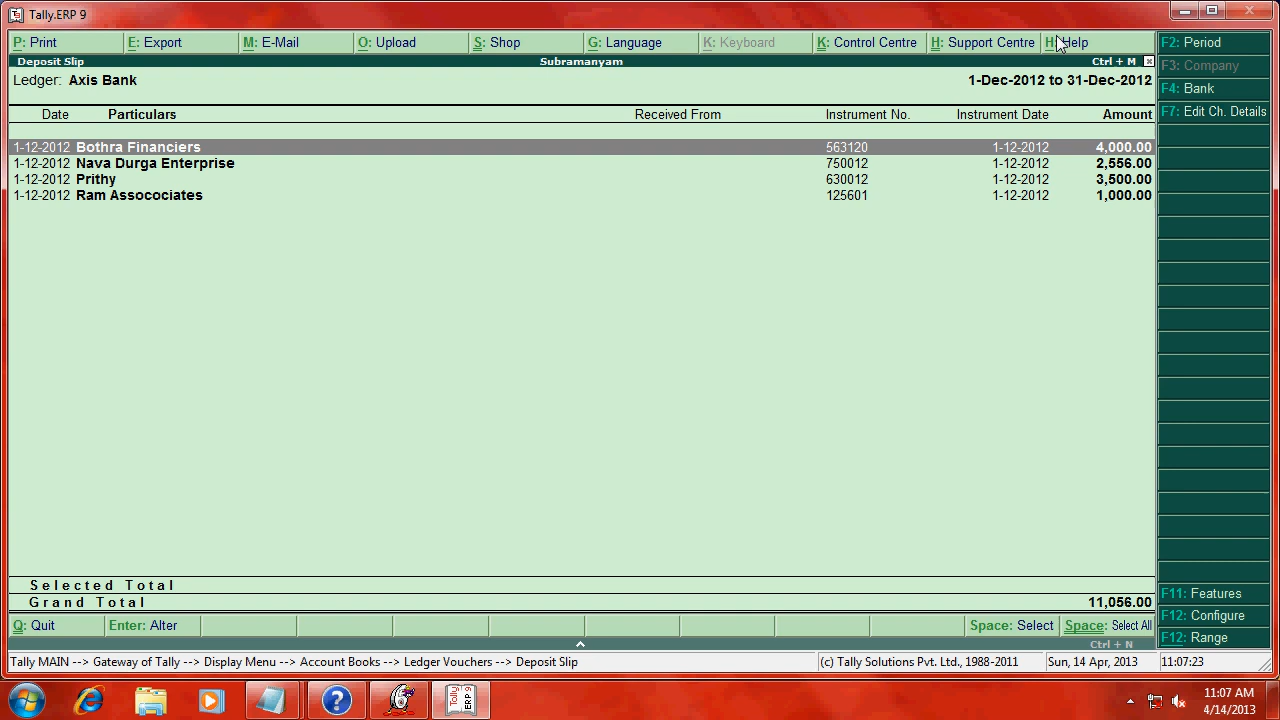 Tally.ERP 9
P: Print E: Export M: E-Mail O: Upload S: Shop G: Language K: Keyboard K: Control Centre H: Support Centre H: Help
Deposit Slip Subramanyam Ctrl + M
Ledger: Axis Bank 1-Dec-2012 to 31-Dec-2012
Date Particulars Received From Instrument No. Instrument Date Amount
1-12-2012 Bothra Financiers 563120 1-12-2012 4,000.00
1-12-2012 Nava Durga Enterprise 750012 1-12-2012 2,556.00
1-12-2012 Prithy 630012 1-12-2012 3,500.00
1-12-2012 Ram Assocociates 125601 1-12-2012 1,000.00
Selected Total
Grand Total 11,056.00
Q: Quit Enter: Alter Space: Select Space: Select All
Ctrl + N
F2: Period
F3: Company
F4: Bank
F7: Edit Ch. Details
F11: Features
F12: Configure
F12: Range
Tally MAIN --> Gateway of Tally --> Display Menu --> Account Books --> Ledger Vouchers --> Deposit Slip (c) Tally Solutions Pvt. Ltd., 1988-2011 Sun, 14 Apr, 2013 11:07:23
Tally ERP 9
11:07 AM
4/14/2013